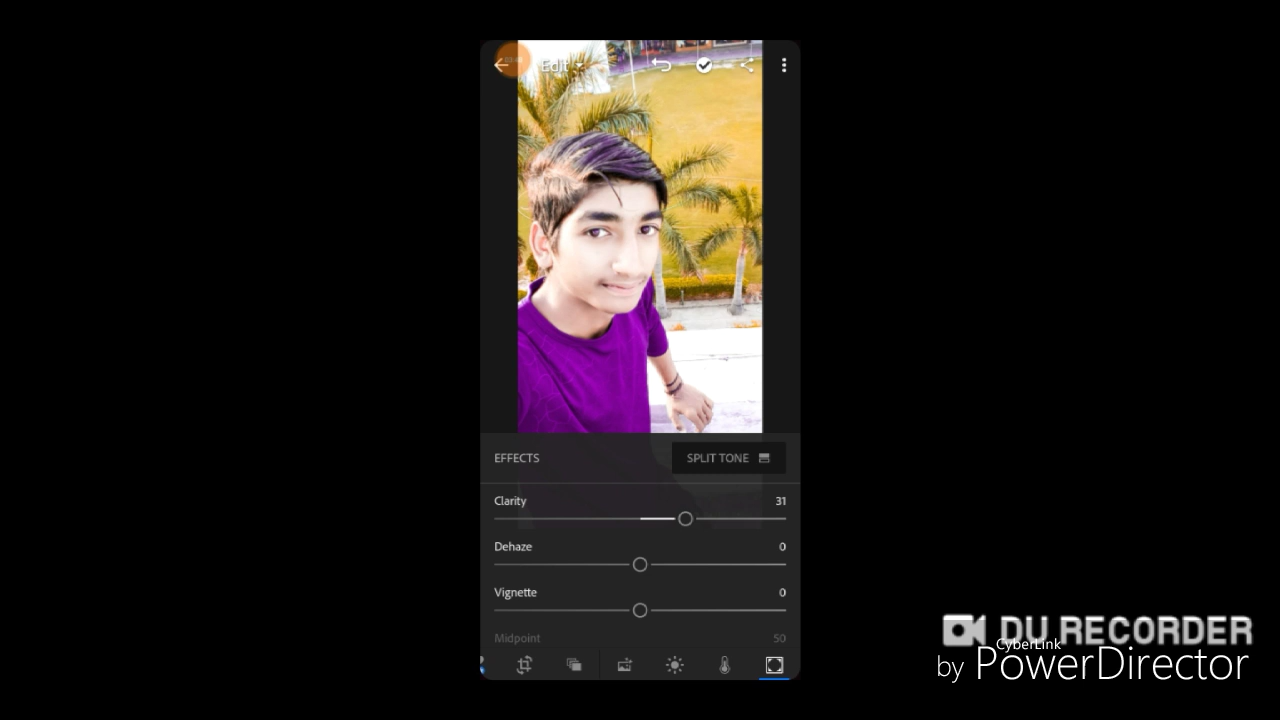 Edit
EFFECTS
SPLIT TONE
Clarity 31
Dehaze 0
Vignette 0
Midpoint 50
DU RECORDER
CyberLink
by PowerDirector